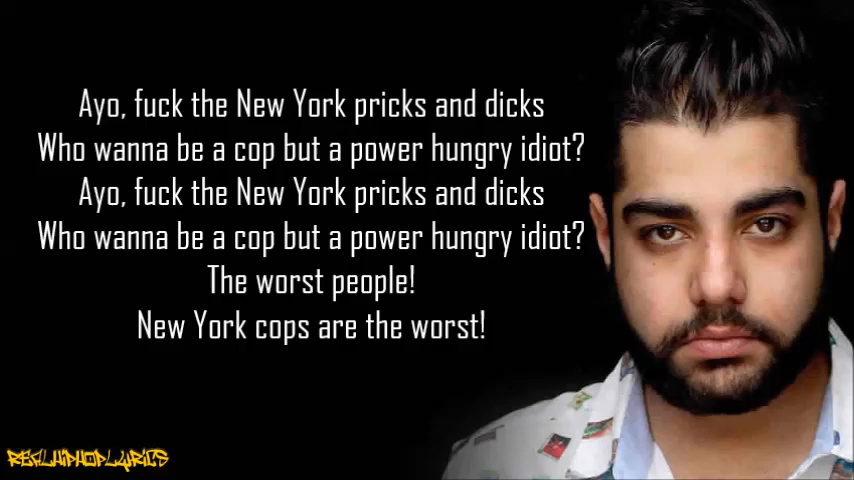 Ayo, fuck the New York pricks and dicks
Who wanna be a cop but a power hungry idiot?
Ayo, fuck the New York pricks and dicks
Who wanna be a cop but a power hungry idiot?
The worst people!
New York cops are the worst!
REALHIPHOPLYRICS